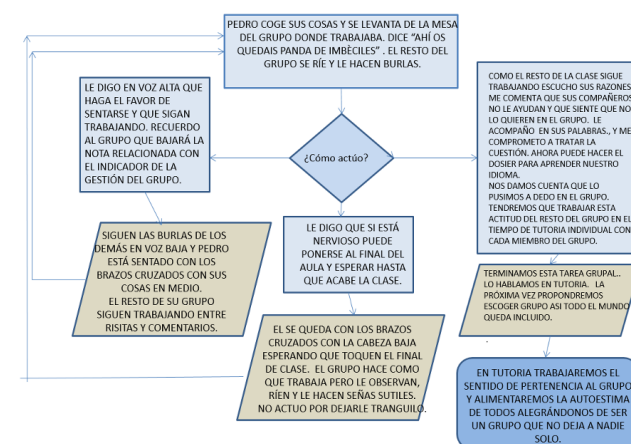 PEDRO COGE SUS COSAS Y SE LEVANTA DE LA MESA
DEL GRUPO DONDE TRABAJABA. DICE "AHÍ OS
QUEDAIS PANDA DE IMBÈCILES" . EL RESTO DEL
GRUPO SE RÍE Y LE HACEN BURLAS.
LE DIGO EN VOZ ALTA QUE
HAGA EL FAVOR DE
SENTARSE Y QUE SIGAN
TRABAJANDO. RECUERDO
AL GRUPO QUE BAJARÁ LA
NOTA RELACIONADA CON
EL INDICADOR DE LA
GESTIÓN DEL GRUPO.
¿Cómo actúo?
COMO EL RESTO DE LA CLASE SIGUE
TRABAJANDO ESCUCHO SUS RAZONES
ME COMENTA QUE SUS COMPAÑEROS
NO LE AYUDAN Y QUE SIENTE QUE NO
LO QUIEREN EN EL GRUPO. LE
ACOMPAÑO EN SUS PALABRAS., Y ME
COMPROMETO A TRATAR LA
CUESTIÓN. AHORA PUEDE HACER EL
DOSIER PARA APRENDER NUESTRO
IDIOMA.
NOS DAMOS CUENTA QUE LO
PUSIMOS A DEDO EN EL GRUPO.
TENDREMOS QUE TRABAJAR ESTA
ACTITUD DEL RESTO DEL GRUPO EN EL
TIEMPO DE TUTORIA INDIVIDUAL CON
CADA MIEMBRO DEL GRUPO.
LE DIGO QUE SI ESTÁ
NERVIOSO PUEDE
PONERSE AL FINAL DEL
AULA Y ESPERAR HASTA
QUE ACABE LA CLASE.
SIGUEN LAS BURLAS DE LOS
DEMÁS EN VOZ BAJA Y PEDRO
ESTÁ SENTADO CON LOS
BRAZOS CRUZADOS CON SUS
COSAS EN MEDIO.
EL RESTO DE SU GRUPO
SIGUEN TRABAJANDO ENTRE
RISITAS Y COMENTARIOS.
TERMINAMOS ESTA TAREA GRUPAL..
LO HABLAMOS EN TUTORIA. LA
PRÓXIMA VEZ PROPONDREMOS
ESCOGER GRUPO ASI TODO EL MUNDO
QUEDA INCLUIDO.
EL SE QUEDA CON LOS BRAZOS
CRUZADOS CON LA CABEZA BAJA
ESPERANDO QUE TOQUEN EL FINAL
DE CLASE. EL GRUPO HACE COMO
QUE TRABAJA PERO LE OBSERVAN,
RÍEN Y LE HACEN SEÑAS SUTILES.
NO ACTUO POR DEJARLE TRANQUILO.
EN TUTORIA TRABAJAREMOS EL
SENTIDO DE PERTENENCIA AL GRUPO
Y ALIMENTAREMOS LA AUTOESTIMA
DE TODOS ALEGRÁNDONOS DE SER
UN GRUPO QUE NO DEJA A NADIE
SOLO.